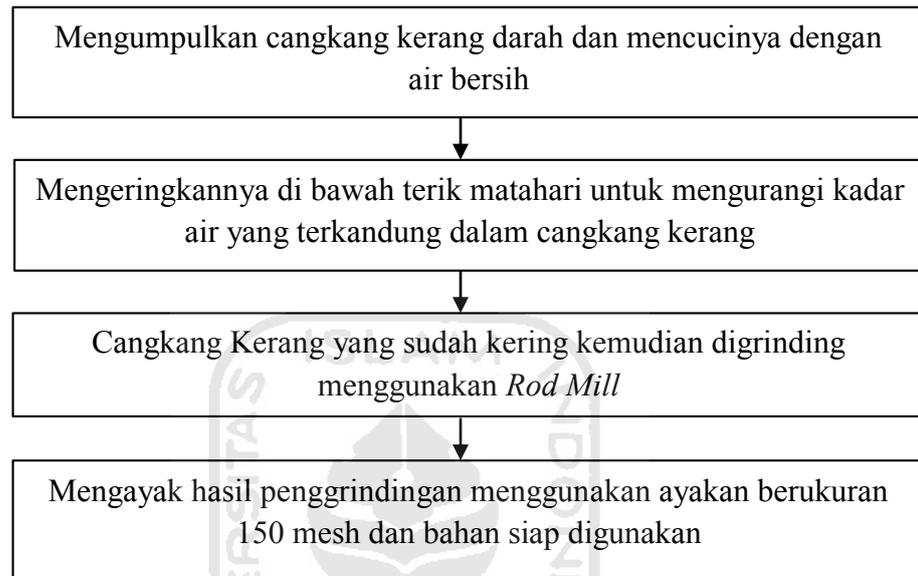 Mengumpulkan cangkang kerang darah dan mencucinya dengan
air bersih
Mengeringkannya di bawah terik matahari untuk mengurangi kadar
air yang terkandung dalam cangkang kerang
Cangkang Kerang yang sudah kering kemudian digrinding
menggunakan Rod Mill
Mengayak hasil penggrindingan menggunakan ayakan berukuran
150 mesh dan bahan siap digunakan
ISLAM